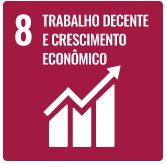 8 TRABALHO DECENTE
E CRESCIMENTO
ECONÔMICO